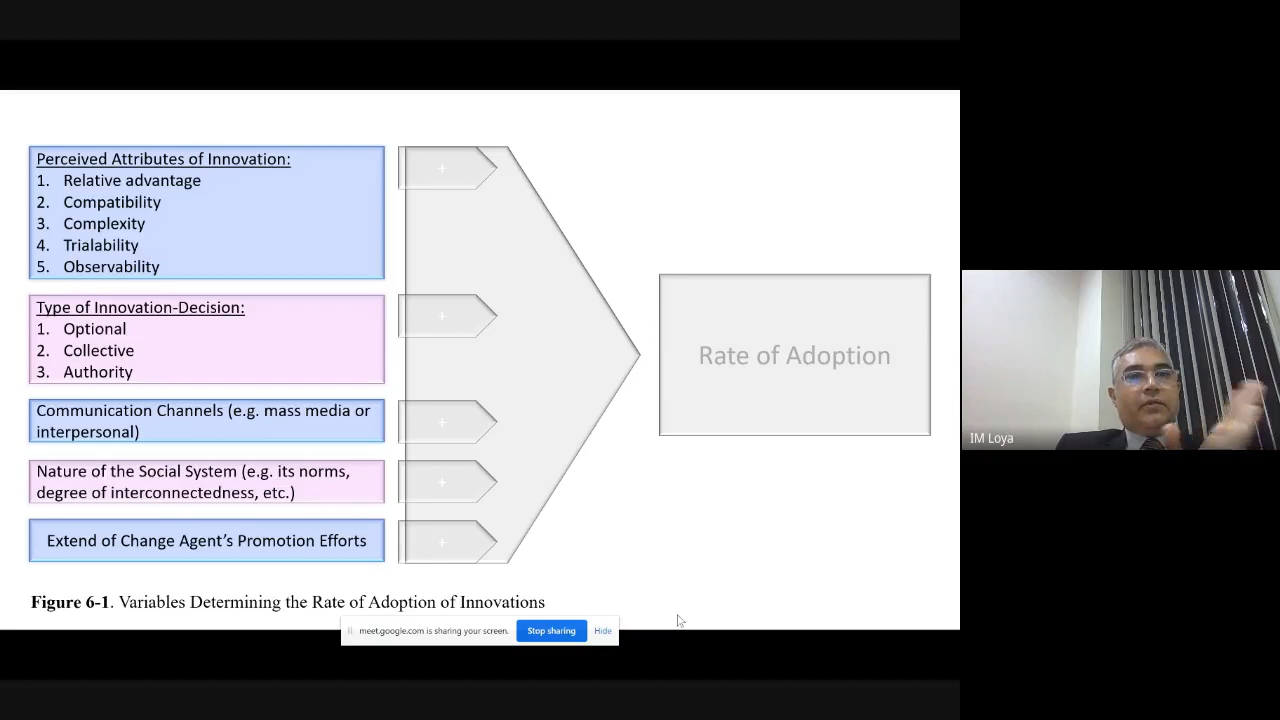 Perceived Attributes of Innovation:
1. Relative advantage
2. Compatibility
3. Complexity
4. Trialability
5. Observability
Type of Innovation-Decision:
1. Optional
2. Collective
3. Authority
Communication Channels (e.g. mass media or
interpersonal)
Nature of the Social System (e.g. its norms,
degree of interconnectedness, etc.)
Extend of Change Agent's Promotion Efforts
+
+
+
+
+
Rate of Adoption
Figure 6-1. Variables Determining the Rate of Adoption of Innovations
meet.google.com is sharing your screen.
Stop sharing
Hide
IM Loya